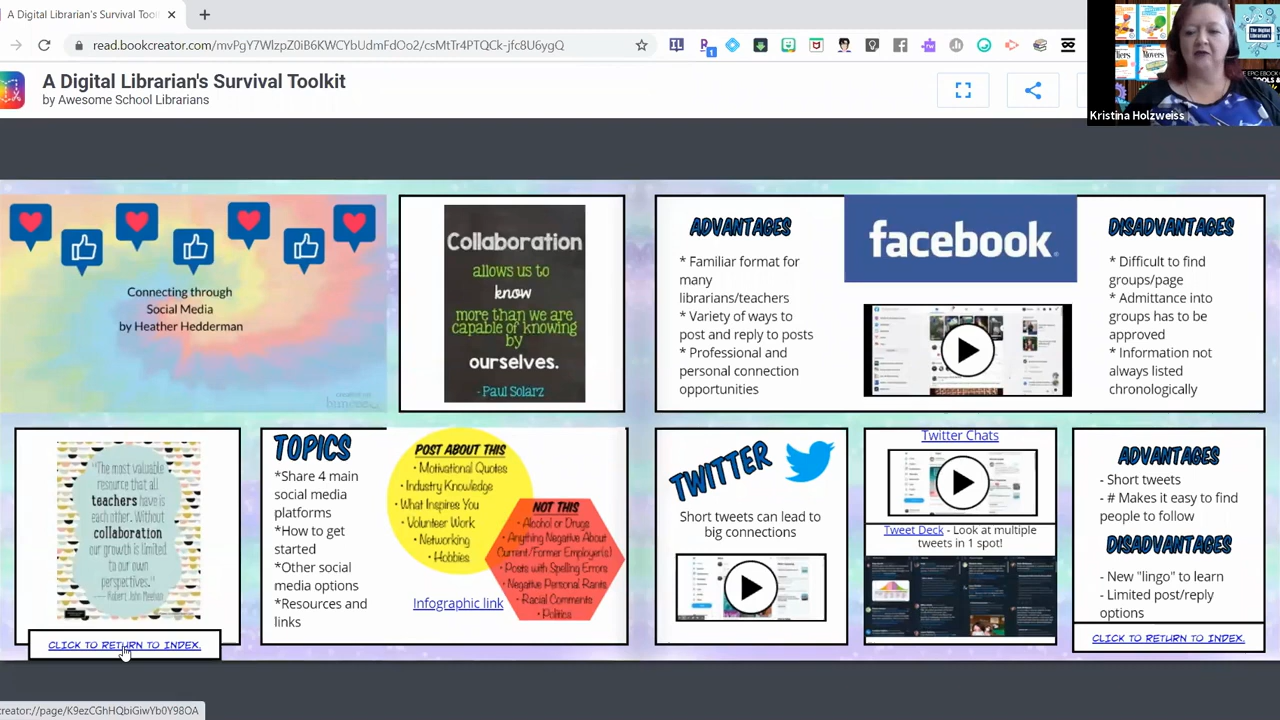 A Digital Librarian's Survival Tool
read.bookcreator.com/
A Digital Librarian's Survival Toolkit
by Awesome School Librarians
Kristina Holzweiss
Connecting through
Social Media
by Heather Hedderman
Collaboration
allows us to
know
more than we are
capable of knowing
by
ourselves.
-Paul Solarz
ADVANTAGES
* Familiar format for
many
librarians/teachers
* Variety of ways to
post and reply to posts
* Professional and
personal connection
opportunities
facebook
DISADVANTAGES
* Difficult to find
groups/page
* Admittance into
groups has to be
approved
* Information not
always listed
chronologically
"The most valuable
resource that all
teachers have is
each other. Without
collaboration
our growth is limited
to our own
perspectives."
CLICK TO RETURN TO INDEX.
TOPICS
*Share 4 main
social media
platforms
*How to get
started
*Other social
media options
*Resources and
links
POST ABOUT THIS
• Motivational Quotes
• Industry Knowledge
• What Inspires You
• Volunteer Work
• Networking
• Hobbies
NOT THIS
• Alcohol or Drugs
• Anything Negative About
Current/Former Employer(s)
• Posts with Spelling Errors
• Negative Personal Rants
• Racial Comments
• Politics
Infographic link
TWITTER
Short tweets can lead to
big connections
Twitter Chats
Tweet Deck - Look at multiple
tweets in 1 spot!
ADVANTAGES
- Short tweets
- # Makes it easy to find
people to follow
DISADVANTAGES
- New "lingo" to learn
- Limited post/reply
options
CLICK TO RETURN TO INDEX.